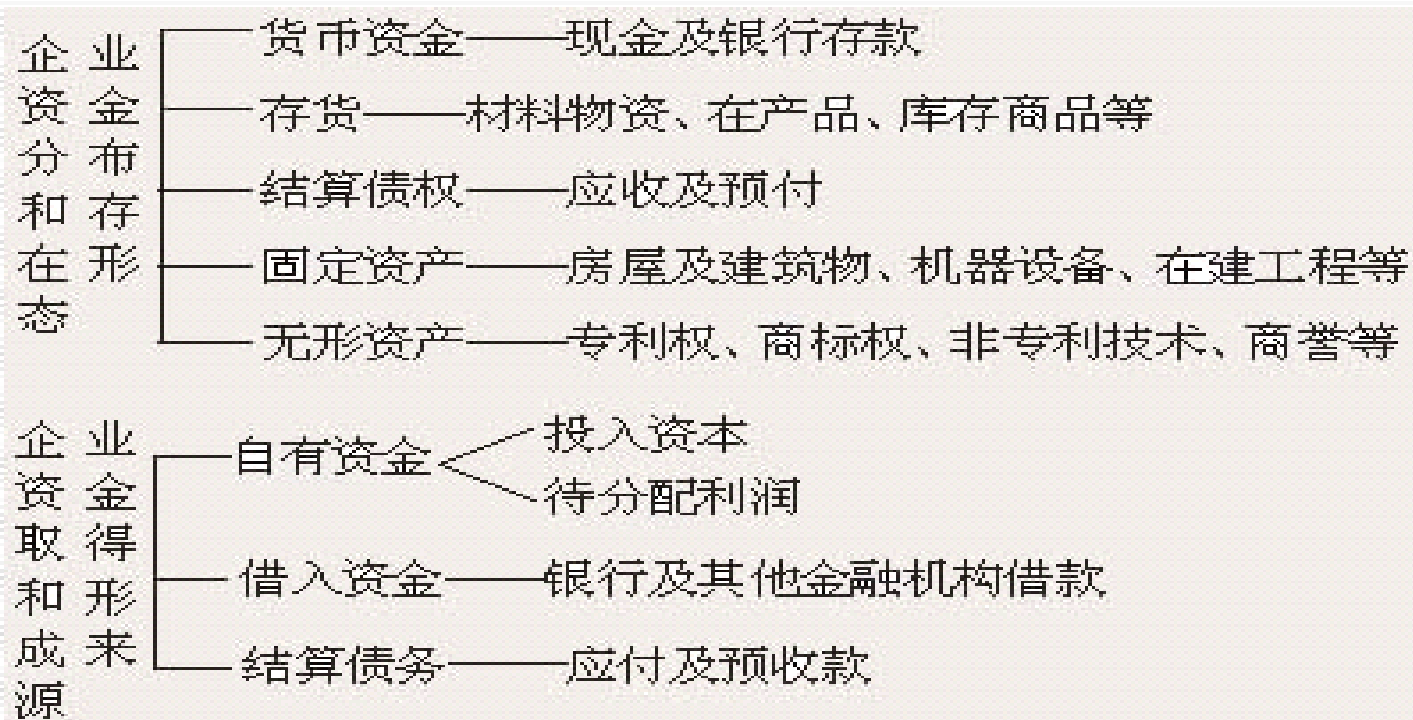 企业资金分布和存在形态
货币资金——现金及银行存款
存货——材料物资、在产品、库存商品等
结算债权——应收及预付
固定资产——房屋及建筑物、机器设备、在建工程等
无形资产——专利权、商标权、非专利技术、商誉等
企业资金取得和形成来源
自有资金
投入资本
待分配利润
借入资金——银行及其他金融机构借款
结算债务——应付及预收款